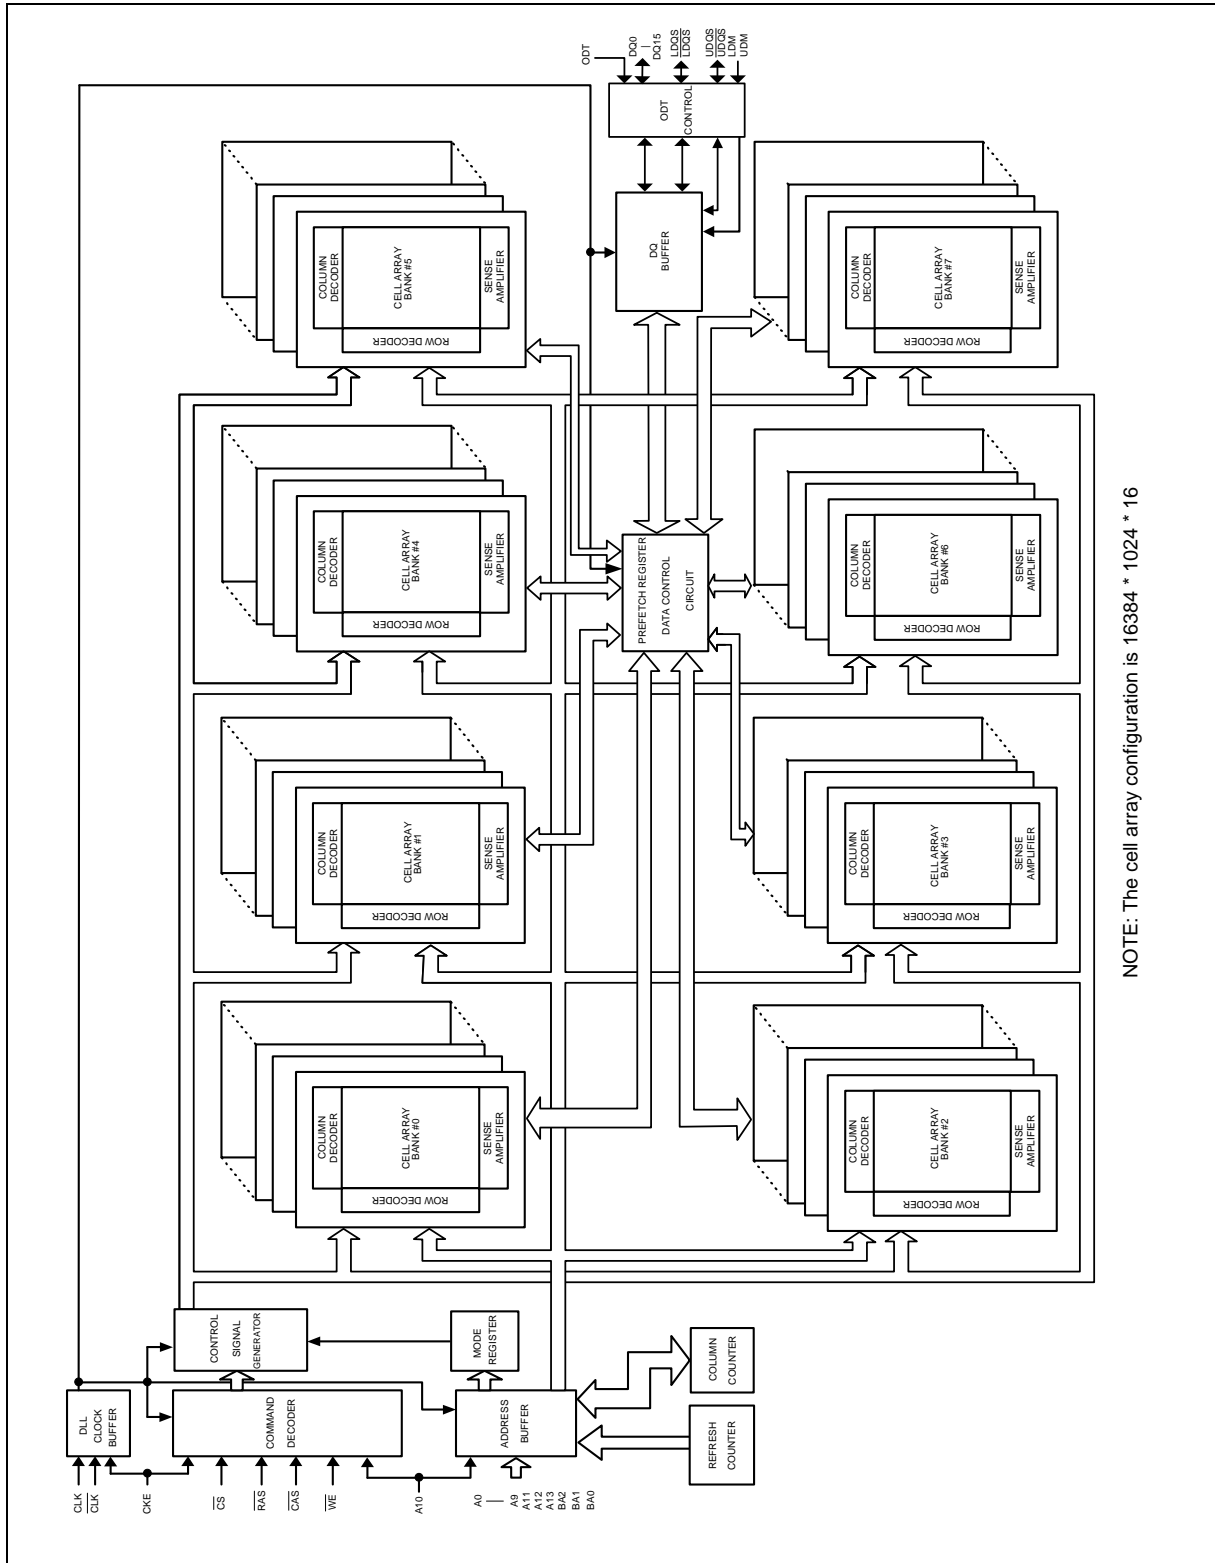 CLK
CLK
CKE
CS
RAS
CAS
WE
A10
A0
A9
A11
A12
A13
BA2
BA1
BA0
DLL
CLOCK
BUFFER
COMMAND
DECODER
ADDRESS
BUFFER
REFRESH
COUNTER
COLUMN
COUNTER
CONTROL
SIGNAL
GENERATOR
MODE
REGISTER
COLUMN
DECODER
CELL ARRAY
BANK #0
SENSE
AMPLIFIER
ROW DECODER
COLUMN
DECODER
CELL ARRAY
BANK #1
SENSE
AMPLIFIER
ROW DECODER
COLUMN
DECODER
CELL ARRAY
BANK #4
SENSE
AMPLIFIER
ROW DECODER
COLUMN
DECODER
CELL ARRAY
BANK #5
SENSE
AMPLIFIER
ROW DECODER
PREFETCH REGISTER
DATA CONTROL
CIRCUIT
DQ
BUFFER
ODT
CONTROL
ODT
DQ0
DQ15
LDQS
LDQS
UDQS
UDQS
LDM
UDM
COLUMN
DECODER
CELL ARRAY
BANK #2
SENSE
AMPLIFIER
ROW DECODER
COLUMN
DECODER
CELL ARRAY
BANK #3
SENSE
AMPLIFIER
ROW DECODER
COLUMN
DECODER
CELL ARRAY
BANK #6
SENSE
AMPLIFIER
ROW DECODER
COLUMN
DECODER
CELL ARRAY
BANK #7
SENSE
AMPLIFIER
ROW DECODER
NOTE: The cell array configuration is 16384 * 1024 * 16